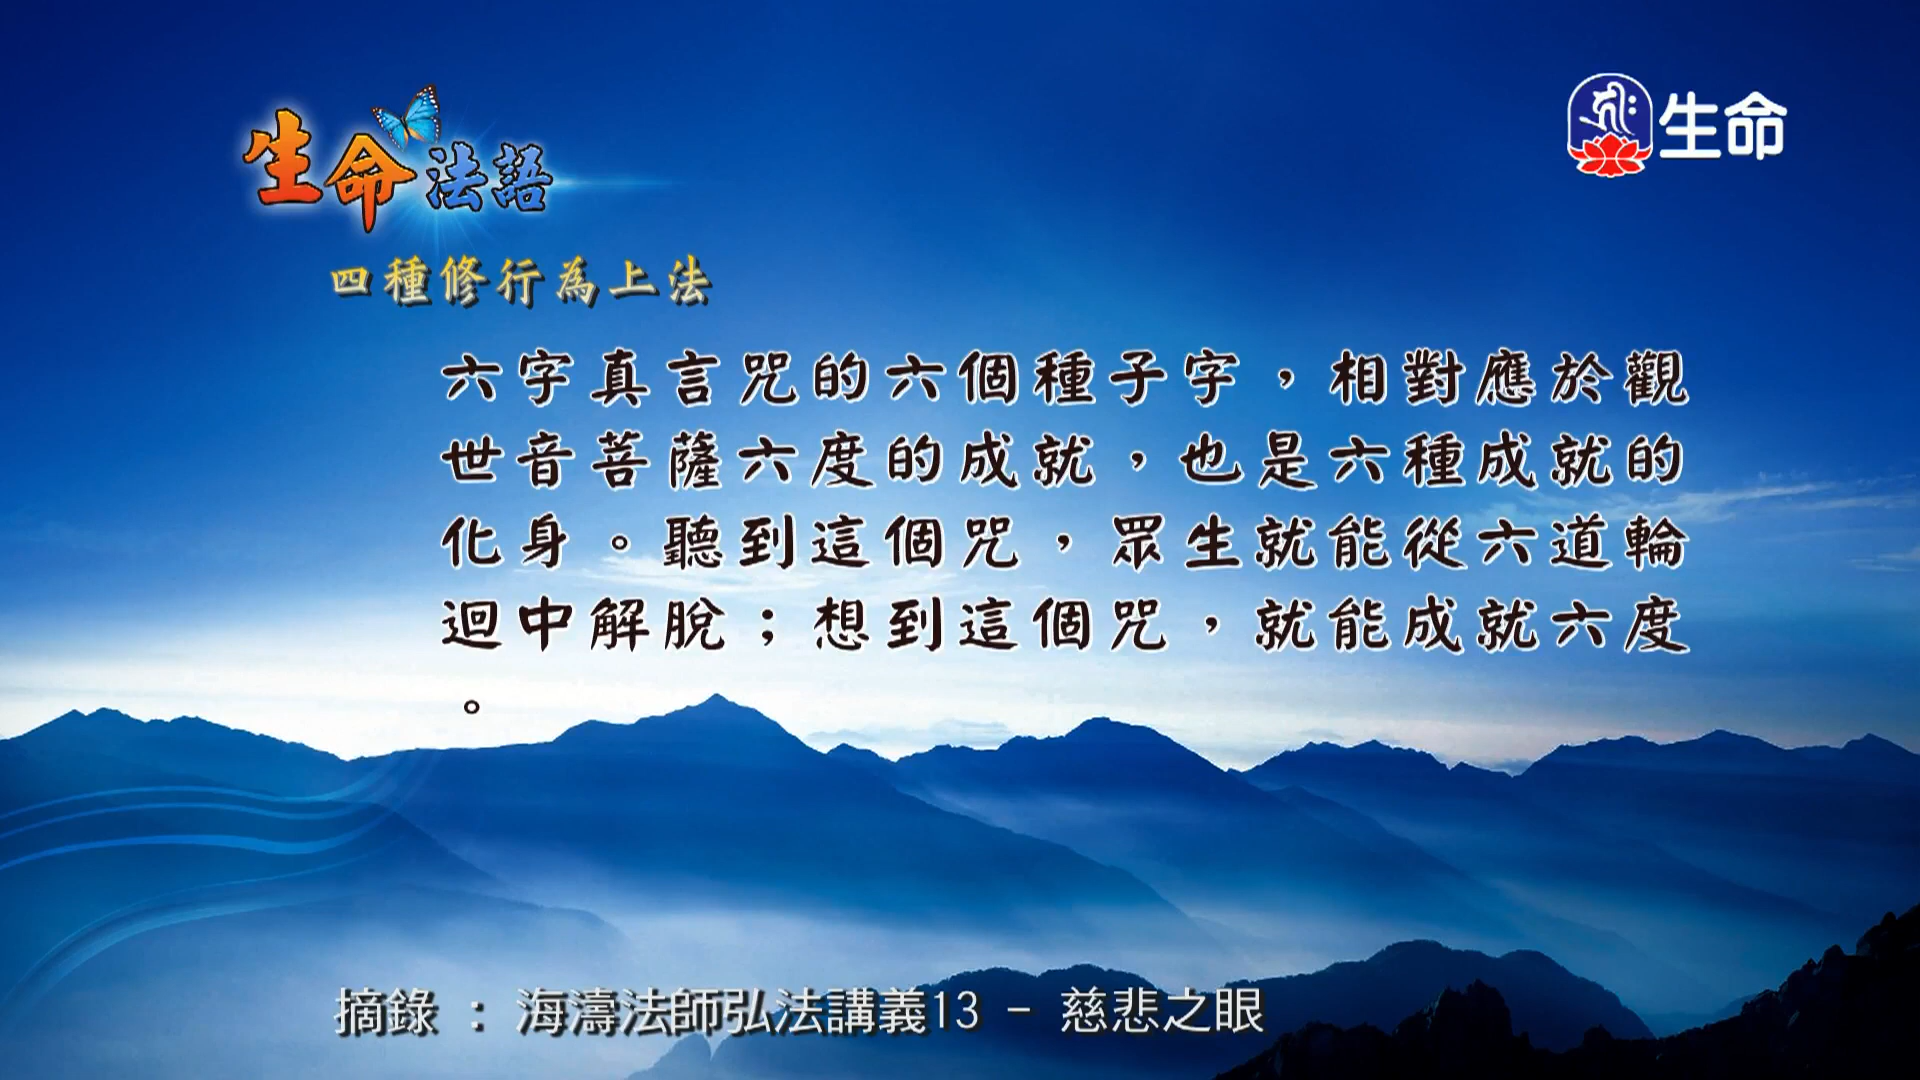 生命法語
生命
四種修行為上法
六字真言咒的六個種子字，相對應於觀
世音菩薩六度的成就，也是六種成就的
化身。聽到這個咒，眾生就能從六道輪
迴中解脫；想到這個咒，就能成就六度
。
摘錄 : 海濤法師弘法講義13 - 慈悲之眼